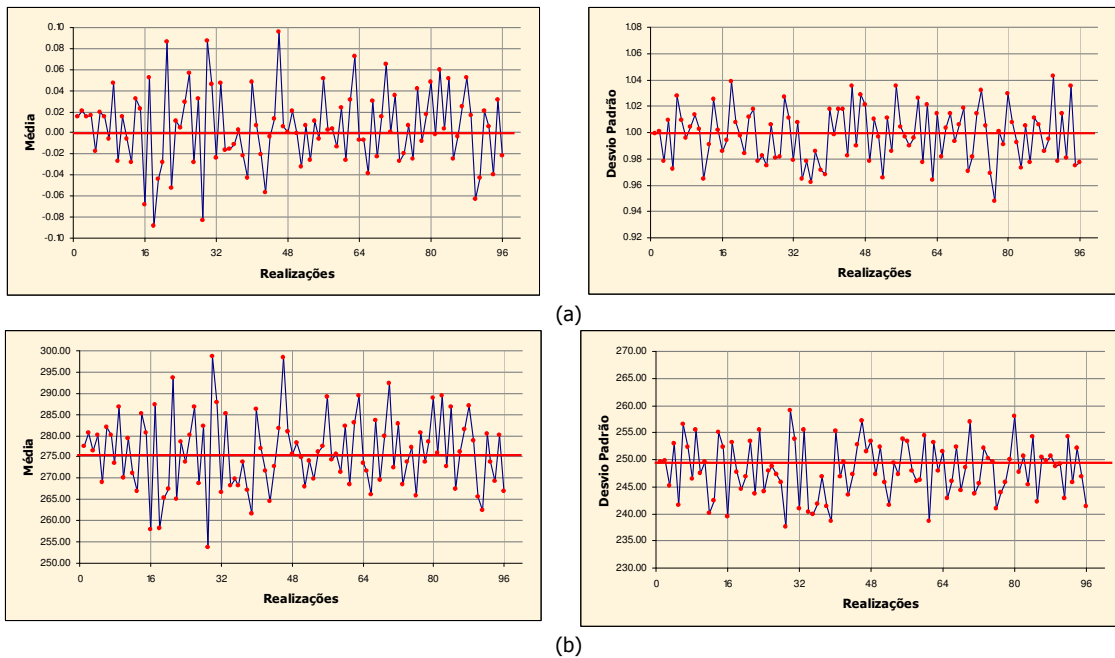 0.10
0.08
0.06
0.04
0.02
0.00
-0.02
-0.04
-0.06
-0.08
-0.10
Média
0 16 32 48 64 80 96
Realizações
1.08
1.06
1.04
1.02
1.00
0.98
0.96
0.94
0.92
Desvio Padrão
0 16 32 48 64 80 96
Realizações
(a)
300.00
295.00
290.00
285.00
280.00
275.00
270.00
265.00
260.00
255.00
250.00
Média
0 16 32 48 64 80 96
Realizações
270.00
265.00
260.00
255.00
250.00
245.00
240.00
235.00
230.00
Desvio Padrão
0 16 32 48 64 80 96
Realizações
(b)